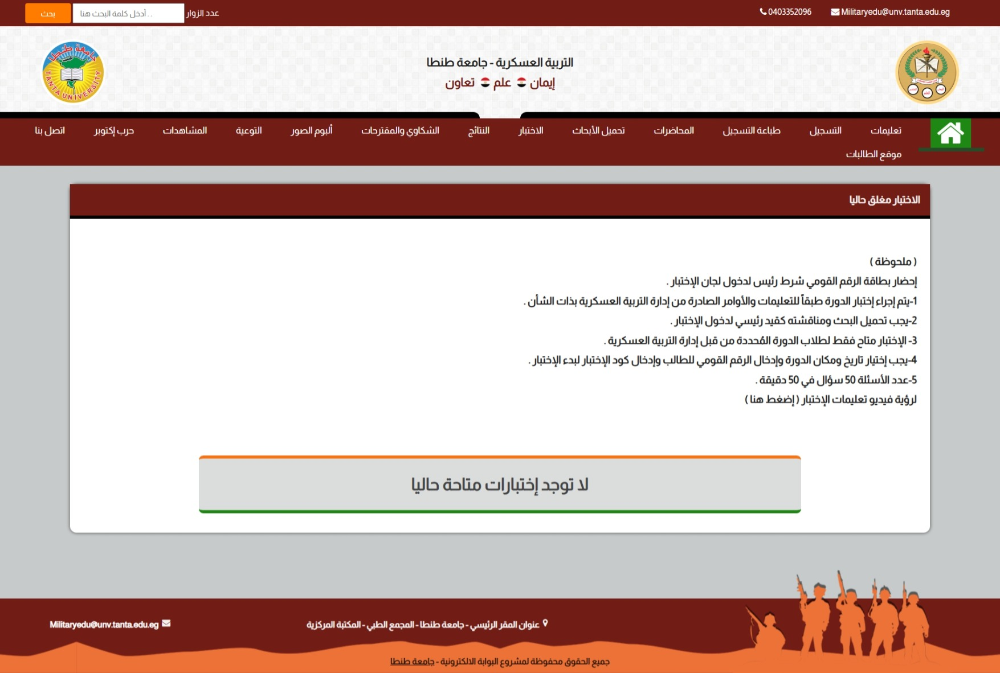 Militaryedu@unv.tanta.edu.eg
0403352096
عدد الزوار
أدخل كلمة البحث هنا . .
بحث
جامعة طنطا
TANTA UNIVERSITY
التربية العسكرية - جامعة طنطا
إيمان علم تعاون
تعليمات
التسجيل
طباعة التسجيل
المحاضرات
تحميل الأبحاث
الاختبار
النتائج
الشكاوي والمقترحات
ألبوم الصور
التوعية
المشاهدات
حرب إكتوبر
اتصل بنا
موقع الطالبات
الاختبار مغلق حاليا
( ملحوظة )
إحضار بطاقة الرقم القومي شرط رئيس لدخول لجان الإختبار .
1-يتم إجراء إختبار الدورة طبقاً للتعليمات والأوامر الصادرة من إدارة التربية العسكرية بذات الشأن .
2-يجب تحميل البحث ومناقشته كقيد رئيسي لدخول الإختبار .
3- الإختبار متاح فقط لطلاب الدورة المُحددة من قبل إدارة التربية العسكرية .
4-يجب إختيار تاريخ ومكان الدورة وإدخال الرقم القومي للطالب وإدخال كود الإختبار لبدء الإختبار .
5-عدد الأسئلة 50 سؤال في 50 دقيقة .
لرؤية فيديو تعليمات الإختبار ( إضغط هنا )
لا توجد إختبارات متاحة حاليا
عنوان المقر الرئيسي - جامعة طنطا - المجمع الطبي - المكتبة المركزية
Militaryedu@unv.tanta.edu.eg
جميع الحقوق محفوظة لمشروع البوابة الالكترونية - جامعة طنطا